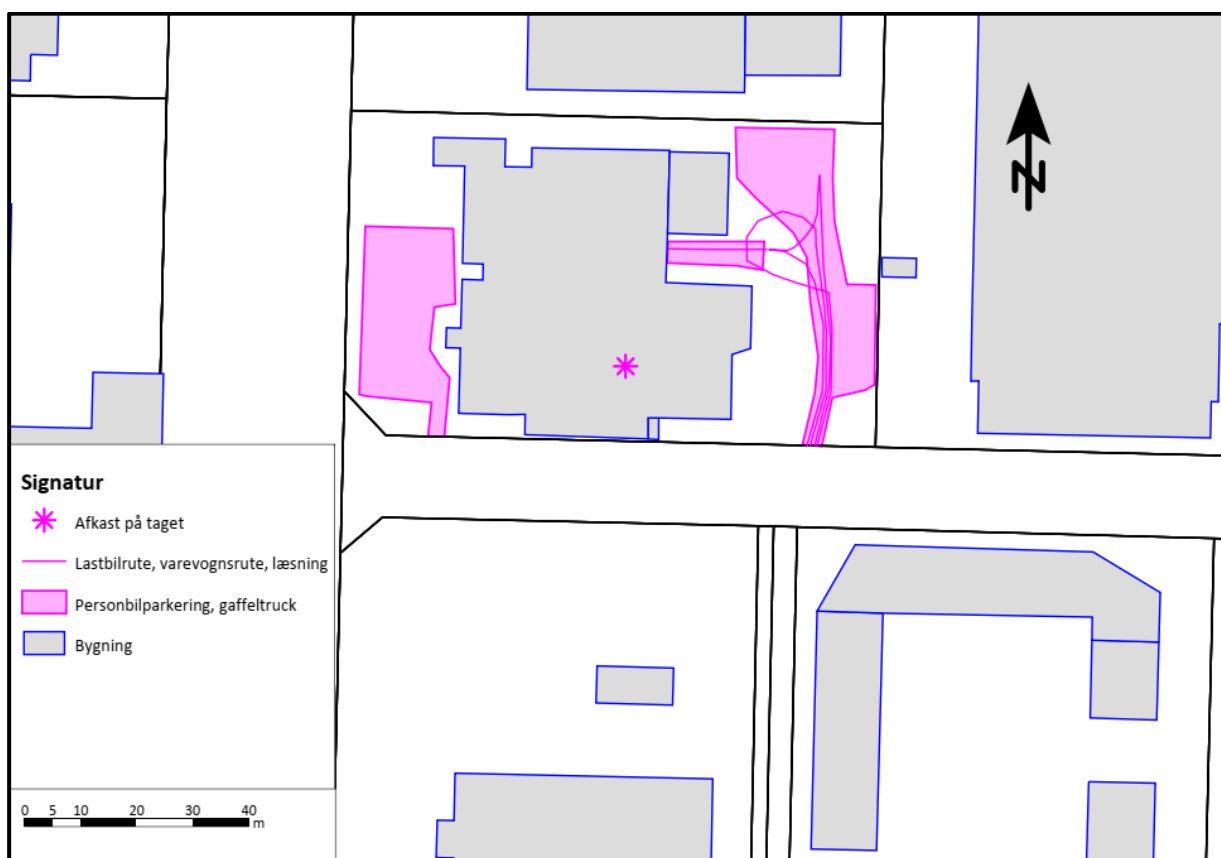 N
Signatur
Afkast på taget
Lastbilrute, varevognsrute, læsning
Personbilparkering, gaffeltruck
Bygning
0 5 10 20 30 40
m